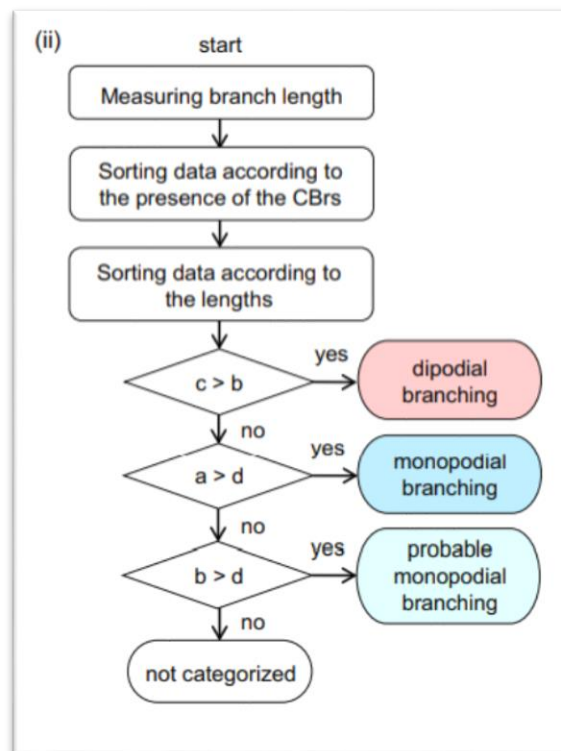 (ii)
start
Measuring branch length
Sorting data according to
the presence of the CBrs
Sorting data according to
the lengths
c > b
yes
dipodial
branching
no
a > d
yes
monopodial
branching
no
b > d
yes
probable
monopodial
branching
no
not categorized